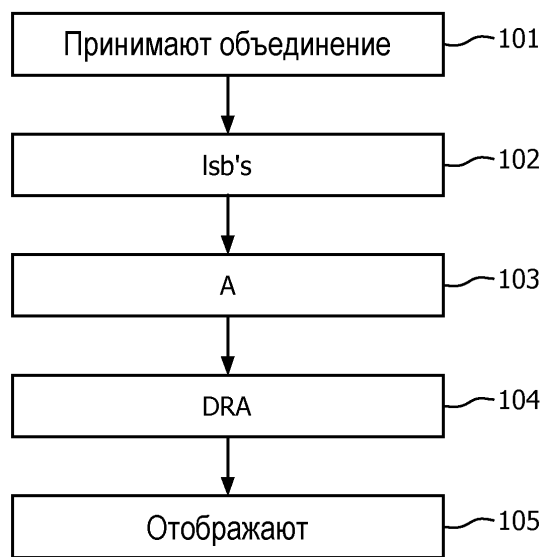 Принимают объединение 101
lsb's 102
A 103
DRA 104
Отображают 105